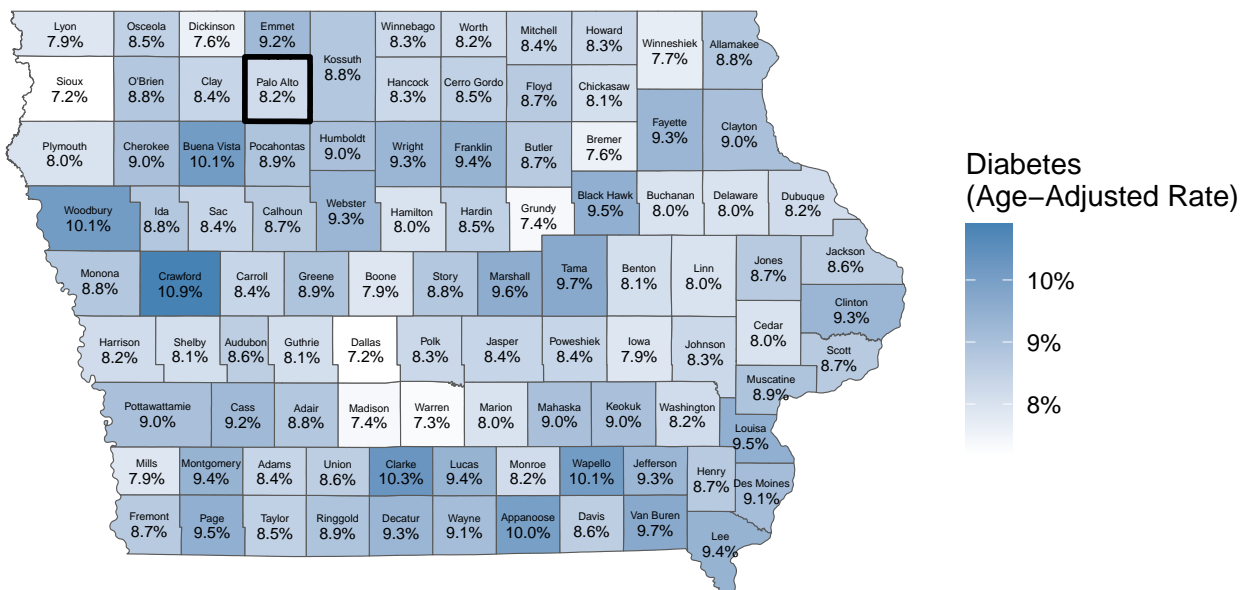 Lyon
7.9%
Osceola
8.5%
Dickinson
7.6%
Emmet
9.2%
Kossuth
8.8%
Winnebago
8.3%
Worth
8.2%
Mitchell
8.4%
Howard
8.3%
Winneshiek
7.7%
Allamakee
8.8%
Sioux
7.2%
O'Brien
8.8%
Clay
8.4%
Palo Alto
8.2%
Hancock
8.3%
Cerro Gordo
8.5%
Floyd
8.7%
Chickasaw
8.1%
Fayette
9.3%
Clayton
9.0%
Plymouth
8.0%
Cherokee
9.0%
Buena Vista
10.1%
Pocahontas
8.9%
Humboldt
9.0%
Wright
9.3%
Franklin
9.4%
Butler
8.7%
Bremer
7.6%
Woodbury
10.1%
Ida
8.8%
Sac
8.4%
Calhoun
8.7%
Webster
9.3%
Hamilton
8.0%
Hardin
8.5%
Grundy
7.4%
Black Hawk
9.5%
Buchanan
8.0%
Delaware
8.0%
Dubuque
8.2%
Monona
8.8%
Crawford
10.9%
Carroll
8.4%
Greene
8.9%
Boone
7.9%
Story
8.8%
Marshall
9.6%
Tama
9.7%
Benton
8.1%
Linn
8.0%
Jones
8.7%
Jackson
8.6%
Clinton
9.3%
Harrison
8.2%
Shelby
8.1%
Audubon
8.6%
Guthrie
8.1%
Dallas
7.2%
Polk
8.3%
Jasper
8.4%
Poweshiek
8.4%
Iowa
7.9%
Johnson
8.3%
Cedar
8.0%
Scott
8.7%
Muscatine
8.9%
Pottawattamie
9.0%
Cass
9.2%
Adair
8.8%
Madison
7.4%
Warren
7.3%
Marion
8.0%
Mahaska
9.0%
Keokuk
9.0%
Washington
8.2%
Louisa
9.5%
Mills
7.9%
Montgomery
9.4%
Adams
8.4%
Union
8.6%
Clarke
10.3%
Lucas
9.4%
Monroe
8.2%
Wapello
10.1%
Jefferson
9.3%
Henry
8.7%
Des Moines
9.1%
Fremont
8.7%
Page
9.5%
Taylor
8.5%
Ringgold
8.9%
Decatur
9.3%
Wayne
9.1%
Appanoose
10.0%
Davis
8.6%
Van Buren
9.7%
Lee
9.4%
Diabetes
(Age−Adjusted Rate)
10%
9%
8%